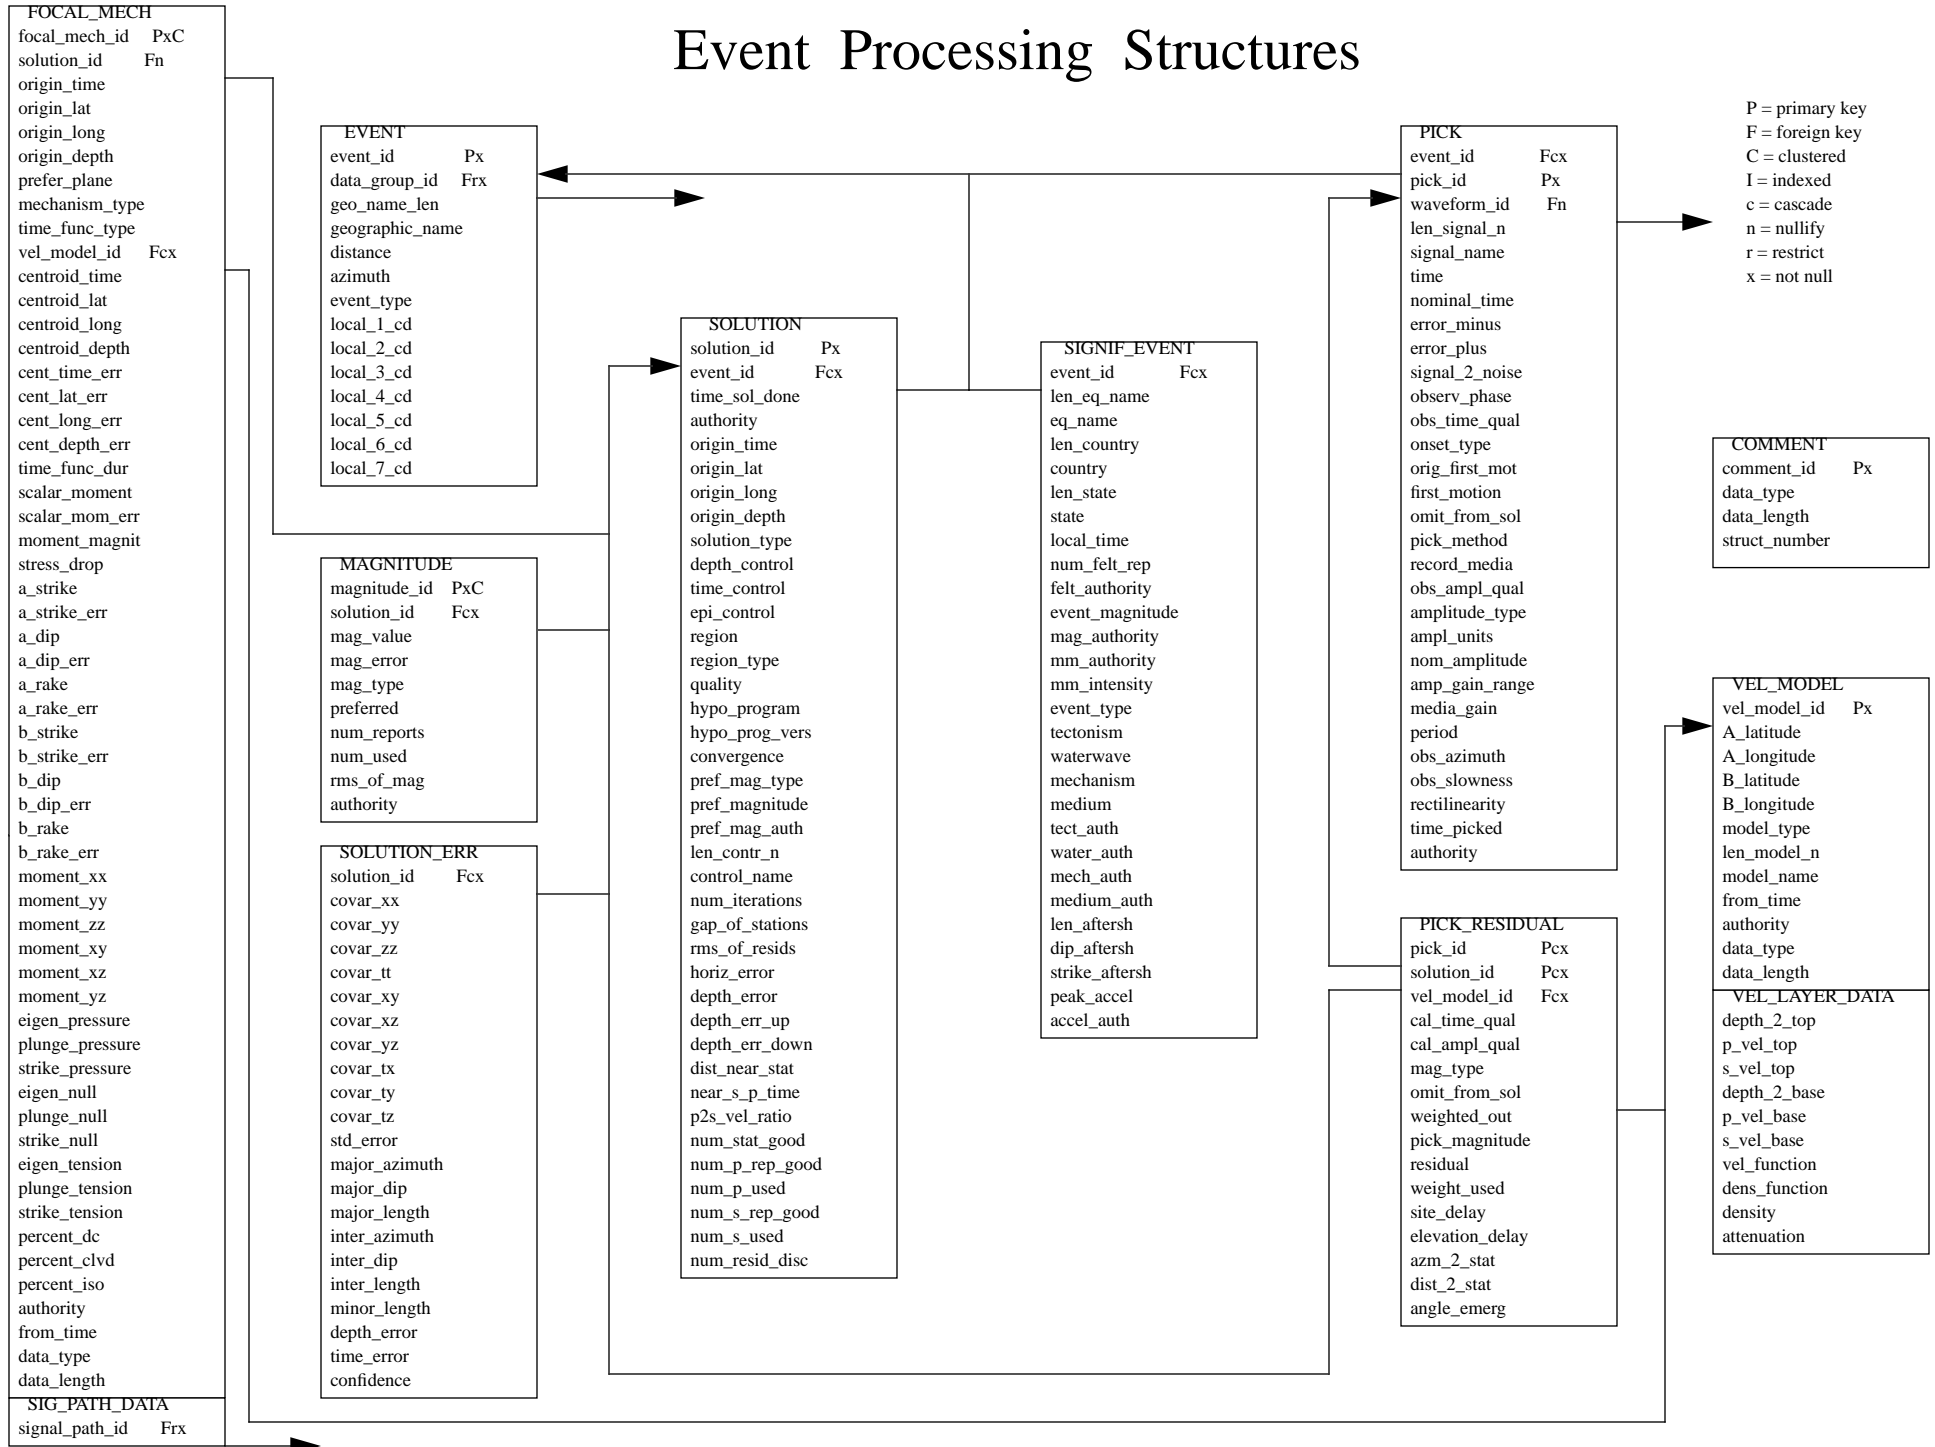 Event Processing Structures
FOCAL_MECH
focal_mech_id PxC
solution_id Fn
origin_time
origin_lat
origin_long
origin_depth
prefer_plane
mechanism_type
time_func_type
vel_model_id Fcx
centroid_time
centroid_lat
centroid_long
centroid_depth
cent_time_err
cent_lat_err
cent_long_err
cent_depth_err
time_func_dur
scalar_moment
scalar_mom_err
moment_magnit
stress_drop
a_strike
a_strike_err
a_dip
a_dip_err
a_rake
a_rake_err
b_strike
b_strike_err
b_dip
b_dip_err
b_rake
b_rake_err
moment_xx
moment_yy
moment_zz
moment_xy
moment_xz
moment_yz
eigen_pressure
plunge_pressure
strike_pressure
eigen_null
plunge_null
strike_null
eigen_tension
plunge_tension
strike_tension
percent_dc
percent_clvd
percent_iso
authority
from_time
data_type
data_length
SIG_PATH_DATA
signal_path_id Frx
EVENT
event_id Px
data_group_id Frx
geo_name_len
geographic_name
distance
azimuth
event_type
local_1_cd
local_2_cd
local_3_cd
local_4_cd
local_5_cd
local_6_cd
local_7_cd
MAGNITUDE
magnitude_id PxC
solution_id Fcx
mag_value
mag_error
mag_type
preferred
num_reports
num_used
rms_of_mag
authority
SOLUTION_ERR
solution_id Fcx
covar_xx
covar_yy
covar_zz
covar_tt
covar_xy
covar_xz
covar_yz
covar_tx
covar_ty
covar_tz
std_error
major_azimuth
major_dip
major_length
inter_azimuth
inter_dip
inter_length
minor_length
depth_error
time_error
confidence
SOLUTION
solution_id Px
event_id Fcx
time_sol_done
authority
origin_time
origin_lat
origin_long
origin_depth
solution_type
depth_control
time_control
epi_control
region
region_type
quality
hypo_program
hypo_prog_vers
convergence
pref_mag_type
pref_magnitude
pref_mag_auth
len_contr_n
control_name
num_iterations
gap_of_stations
rms_of_resids
horiz_error
depth_error
depth_err_up
depth_err_down
dist_near_stat
near_s_p_time
p2s_vel_ratio
num_stat_good
num_p_rep_good
num_p_used
num_s_rep_good
num_s_used
num_resid_disc
SIGNIF_EVENT
event_id Fcx
len_eq_name
eq_name
len_country
country
len_state
state
local_time
num_felt_rep
felt_authority
event_magnitude
mag_authority
mm_authority
mm_intensity
event_type
tectonism
waterwave
mechanism
medium
tect_auth
water_auth
mech_auth
medium_auth
len_aftersh
dip_aftersh
strike_aftersh
peak_accel
accel_auth
PICK
event_id Fcx
pick_id Px
waveform_id Fn
len_signal_n
signal_name
time
nominal_time
error_minus
error_plus
signal_2_noise
observ_phase
obs_time_qual
onset_type
orig_first_mot
first_motion
omit_from_sol
pick_method
record_media
obs_ampl_qual
amplitude_type
ampl_units
nom_amplitude
amp_gain_range
media_gain
period
obs_azimuth
obs_slowness
rectilinearity
time_picked
authority
PICK_RESIDUAL
pick_id Pcx
solution_id Pcx
vel_model_id Fcx
cal_time_qual
cal_ampl_qual
mag_type
omit_from_sol
weighted_out
pick_magnitude
residual
weight_used
site_delay
elevation_delay
azm_2_stat
dist_2_stat
angle_emerg
P = primary key
F = foreign key
C = clustered
I = indexed
c = cascade
n = nullify
r = restrict
x = not null
COMMENT
comment_id Px
data_type
data_length
struct_number
VEL_MODEL
vel_model_id Px
A_latitude
A_longitude
B_latitude
B_longitude
model_type
len_model_n
model_name
from_time
authority
data_type
data_length
VEL_LAYER_DATA
depth_2_top
p_vel_top
s_vel_top
depth_2_base
p_vel_base
s_vel_base
vel_function
dens_function
density
attenuation